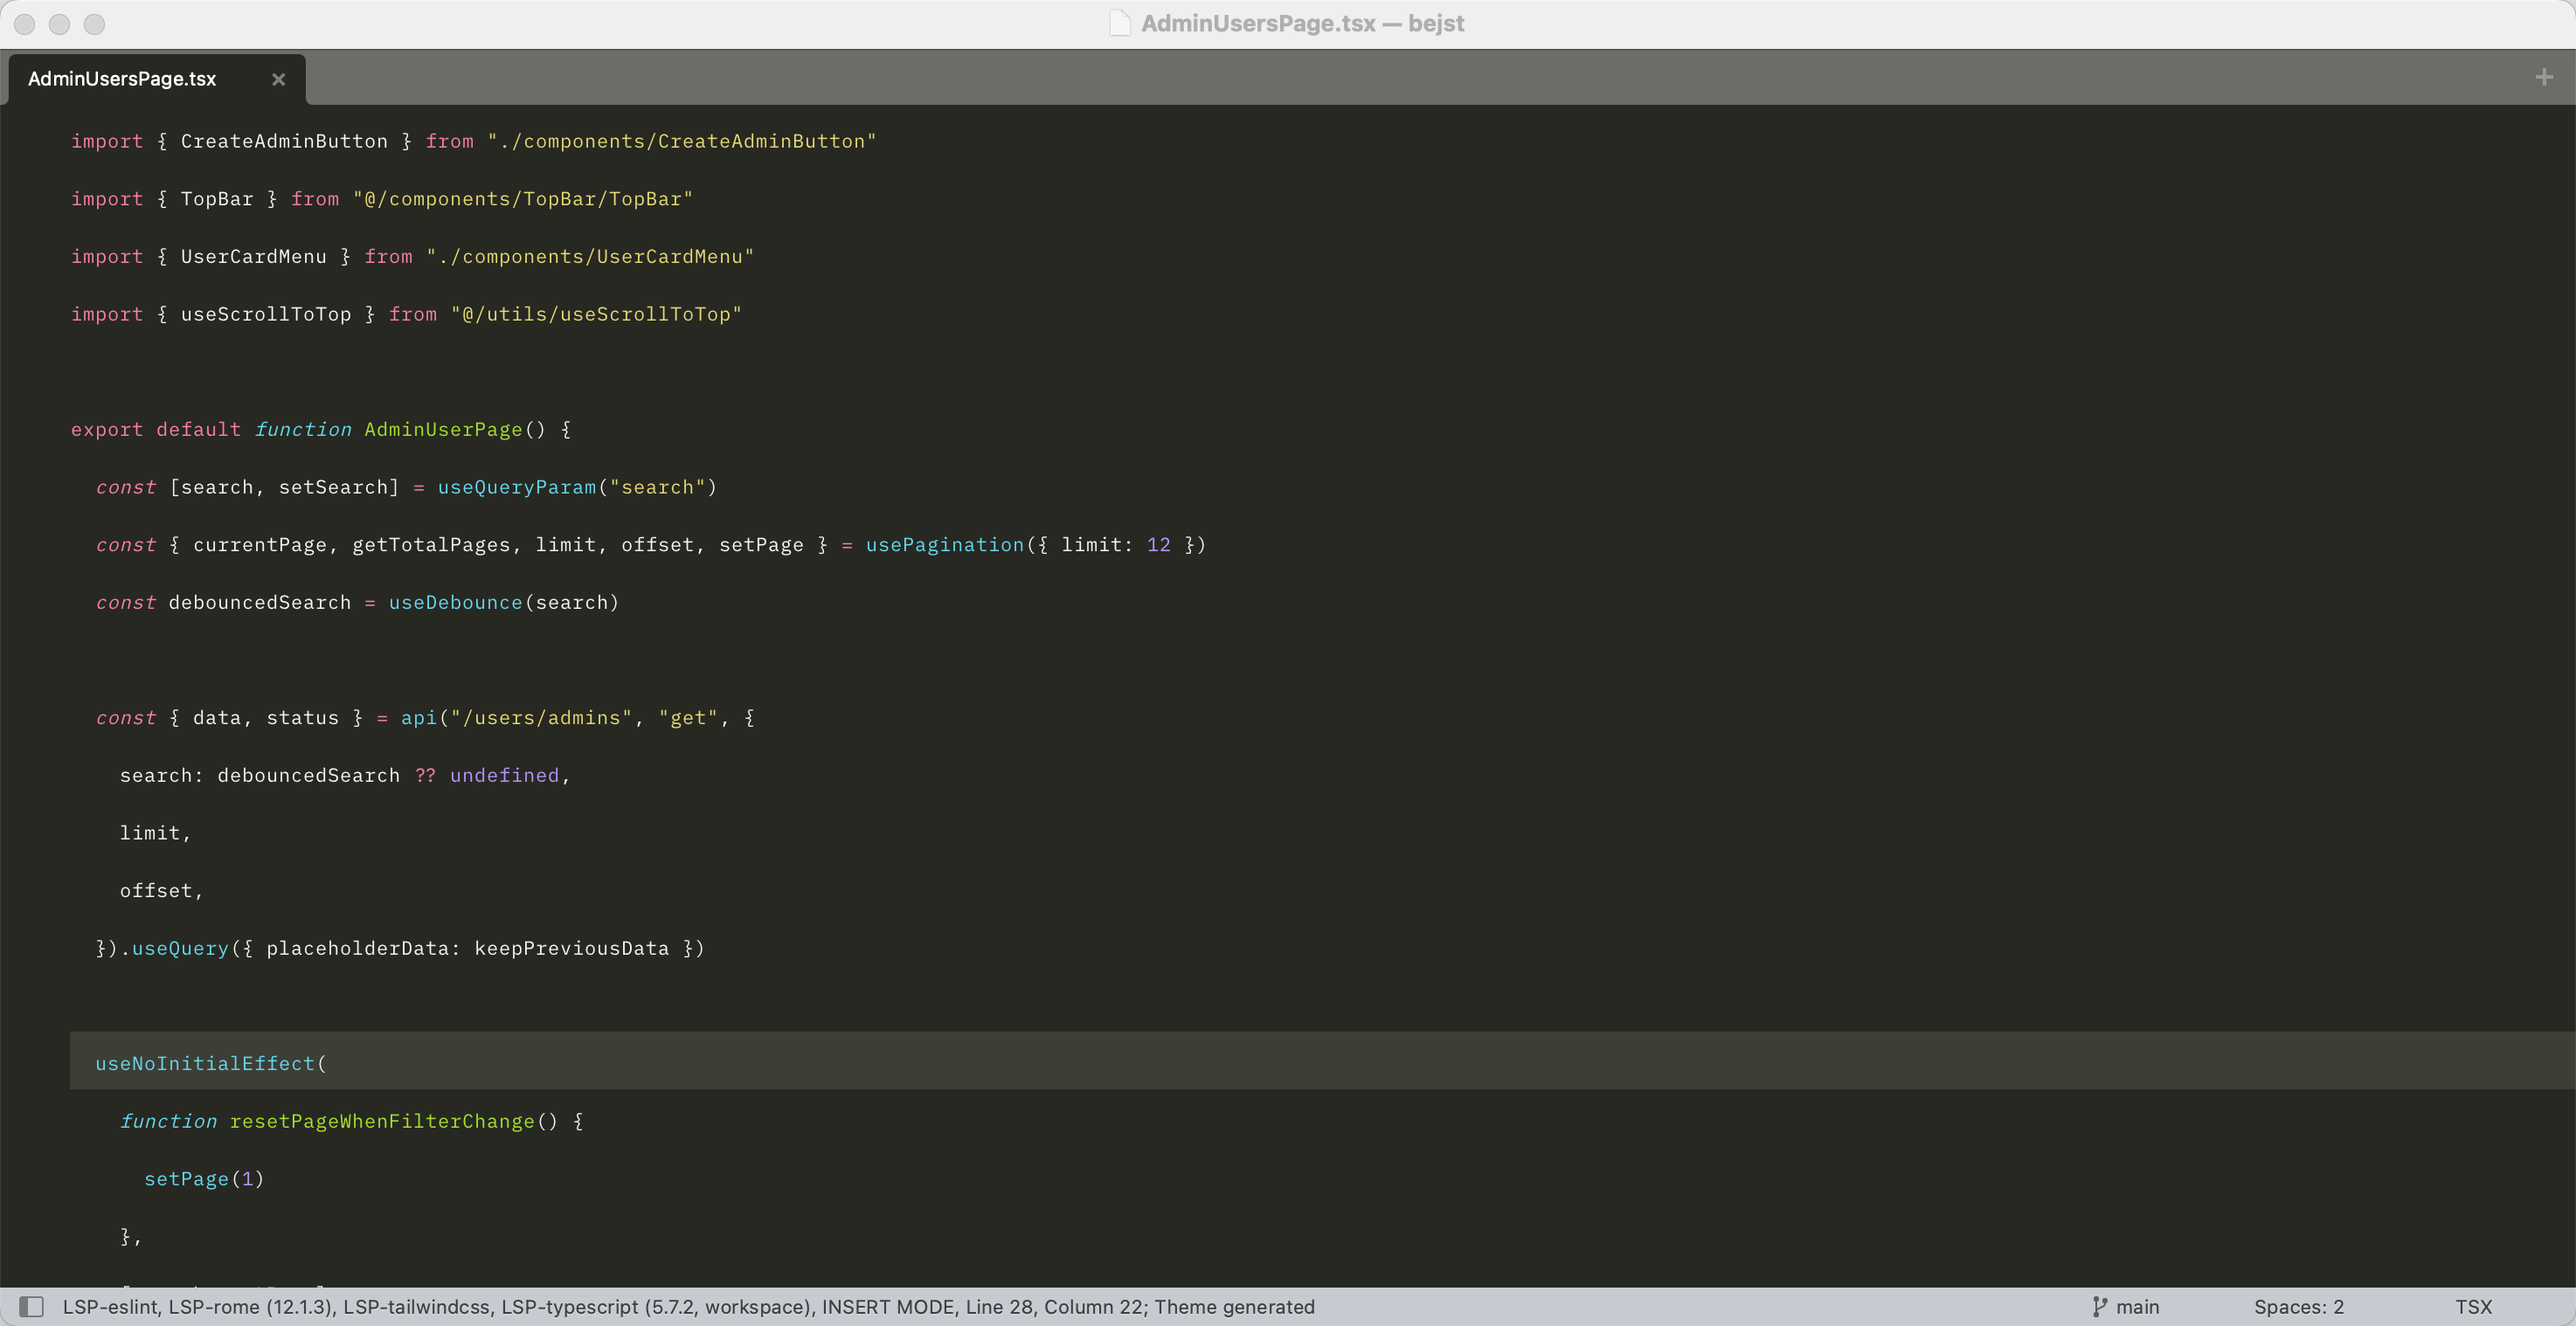 AdminUsersPage.tsx — bejst
AdminUsersPage.tsx
import { CreateAdminButton } from "./components/CreateAdminButton"
import { TopBar } from "@/components/TopBar/TopBar"
import { UserCardMenu } from "./components/UserCardMenu"
import { useScrollToTop } from "@/utils/useScrollToTop"
export default function AdminUserPage() {
const [search, setSearch] = useQueryParam("search")
const { currentPage, getTotalPages, limit, offset, setPage } = usePagination({ limit: 12 })
const debouncedSearch = useDebounce(search)
const { data, status } = api("/users/admins", "get", {
search: debouncedSearch ?? undefined,
limit,
offset,
}).useQuery({ placeholderData: keepPreviousData })
useNoInitialEffect(
function resetPageWhenFilterChange() {
setPage(1)
},
LSP-eslint, LSP-rome (12.1.3), LSP-tailwindcss, LSP-typescript (5.7.2, workspace), INSERT MODE, Line 28, Column 22; Theme generated
main
Spaces: 2
TSX